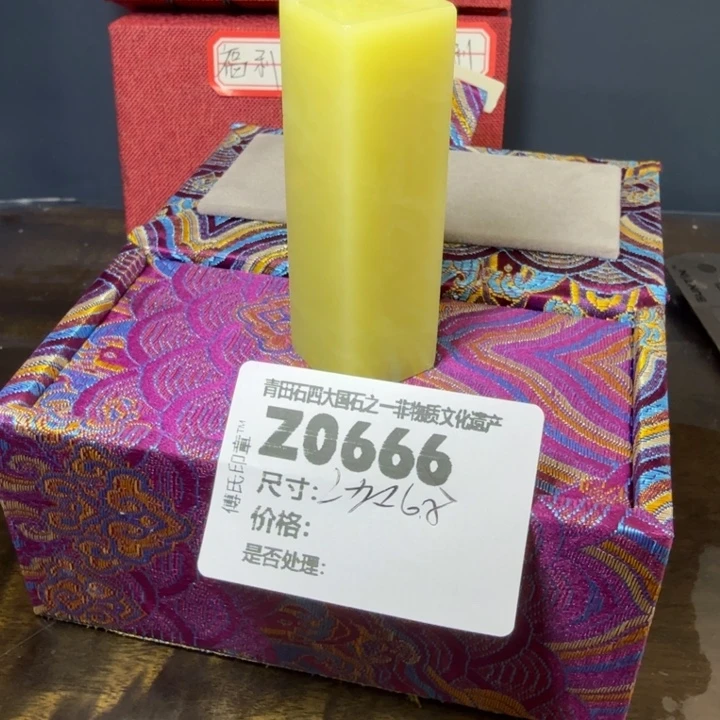 福利
利
青田石四大国石之一非物质文化遗产
傅氏印章™
Z0666
尺寸:
价格:
是否处理: